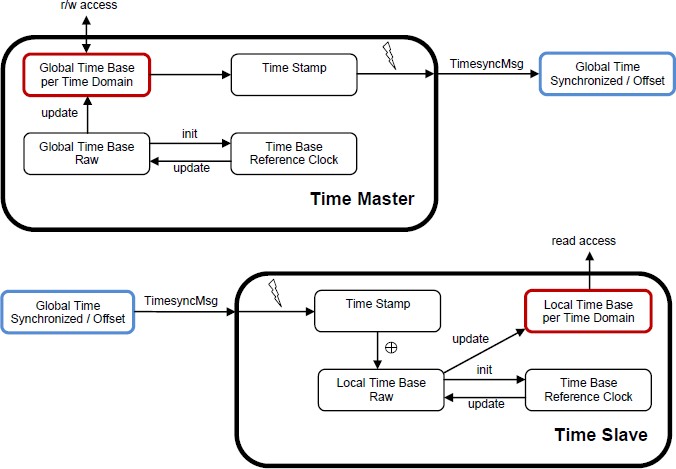 r/w access
Global Time Base
per Time Domain
Time Stamp
TimesyncMsg
Global Time
Synchronized / Offset
update
Global Time Base
Raw
init
update
Time Base
Reference Clock
Time Master
read access
Global Time
Synchronized / Offset
TimesyncMsg
Time Stamp
Local Time Base
per Time Domain
update
Local Time Base
Raw
init
update
Time Base
Reference Clock
Time Slave